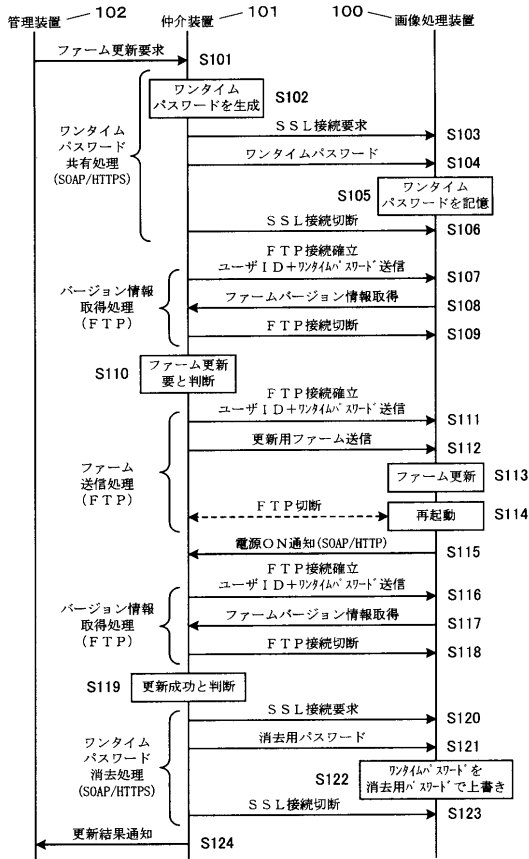 管理装置 102
仲介装置 101
100 画像処理装置
ファーム更新要求
S101
ワンタイム
パスワードを生成
S102
ワンタイム
パスワード
共有処理
(SOAP/HTTPS)
SSL接続要求
S103
ワンタイムパスワード
S104
S105
ワンタイム
パスワードを記憶
SSL接続切断
S106
FTP接続確立
ユーザID+ワンタイムパスワード送信
S107
バージョン情報
取得処理
(FTP)
ファームバージョン情報取得
S108
FTP接続切断
S109
S110
ファーム更新
要と判断
FTP接続確立
ユーザID+ワンタイムパスワード送信
S111
更新用ファーム送信
S112
ファーム
送信処理
(FTP)
ファーム更新
S113
FTP切断
再起動
S114
電源ON通知(SOAP/HTTP)
S115
FTP接続確立
ユーザID+ワンタイムパスワード送信
S116
バージョン情報
取得処理
(FTP)
ファームバージョン情報取得
S117
FTP接続切断
S118
S119
更新成功と判断
SSL接続要求
S120
ワンタイム
パスワード
消去処理
(SOAP/HTTPS)
消去用パスワード
S121
S122
ワンタイムパスワードを
消去用パスワードで上書き
SSL接続切断
S123
更新結果通知
S124